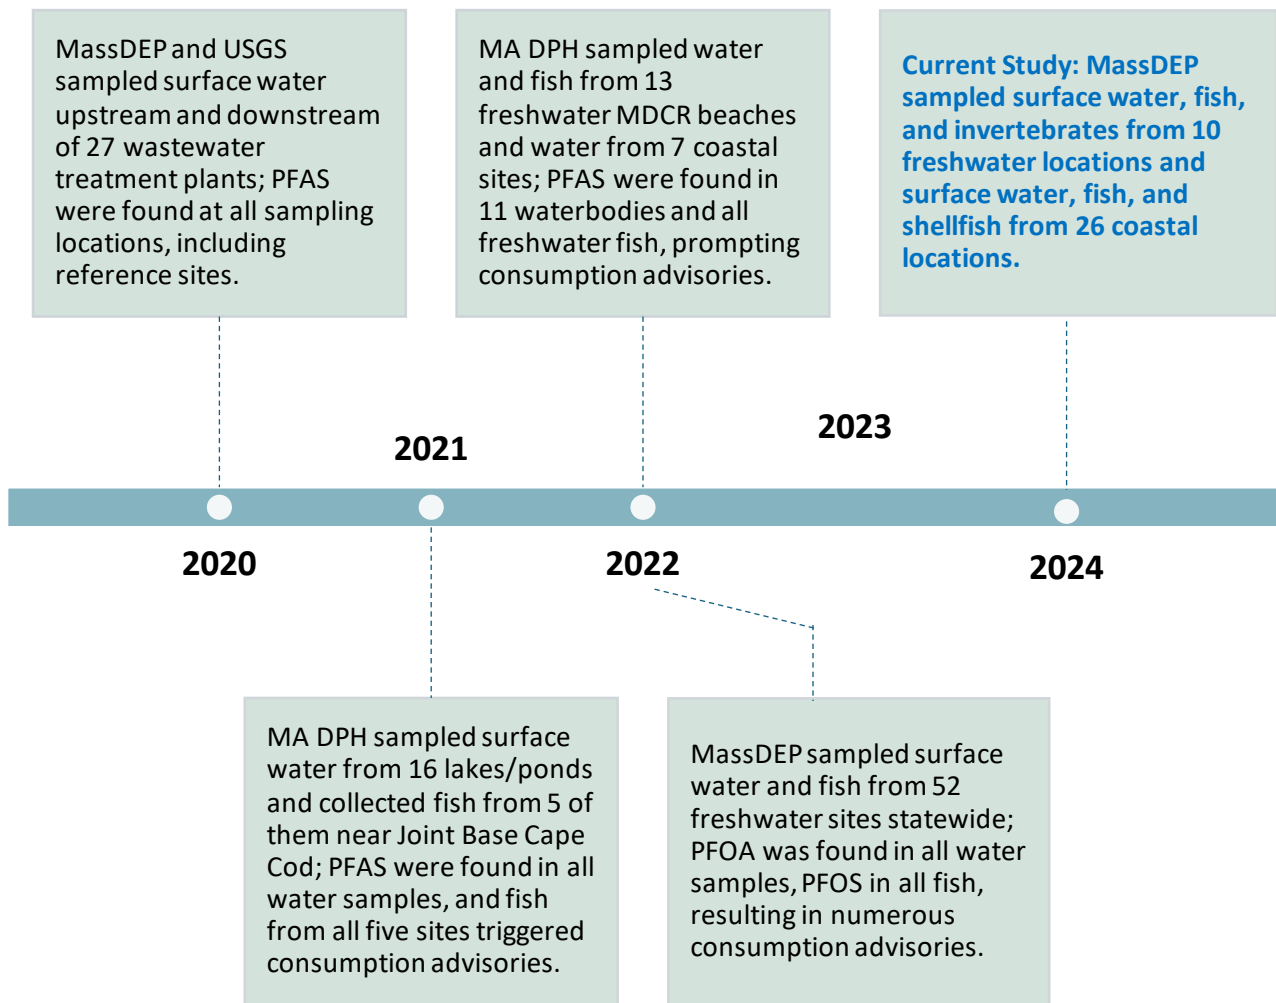 MassDEP and USGS
sampled surface water
upstream and downstream
of 27 wastewater
treatment plants; PFAS
were found at all sampling
locations, including
reference sites.
MA DPH sampled water
and fish from 13
freshwater MDCR beaches
and water from 7 coastal
sites; PFAS were found in
11 waterbodies and all
freshwater fish, prompting
consumption advisories.
Current Study: MassDEP
sampled surface water, fish,
and invertebrates from 10
freshwater locations and
surface water, fish, and
shellfish from 26 coastal
locations.
2021
2023
2020
2022
2024
MA DPH sampled surface
water from 16 lakes/ponds
and collected fish from 5 of
them near Joint Base Cape
Cod; PFAS were found in all
water samples, and fish
from all five sites triggered
consumption advisories.
MassDEP sampled surface
water and fish from 52
freshwater sites statewide;
PFOA was found in all water
samples, PFOS in all fish,
resulting in numerous
consumption advisories.